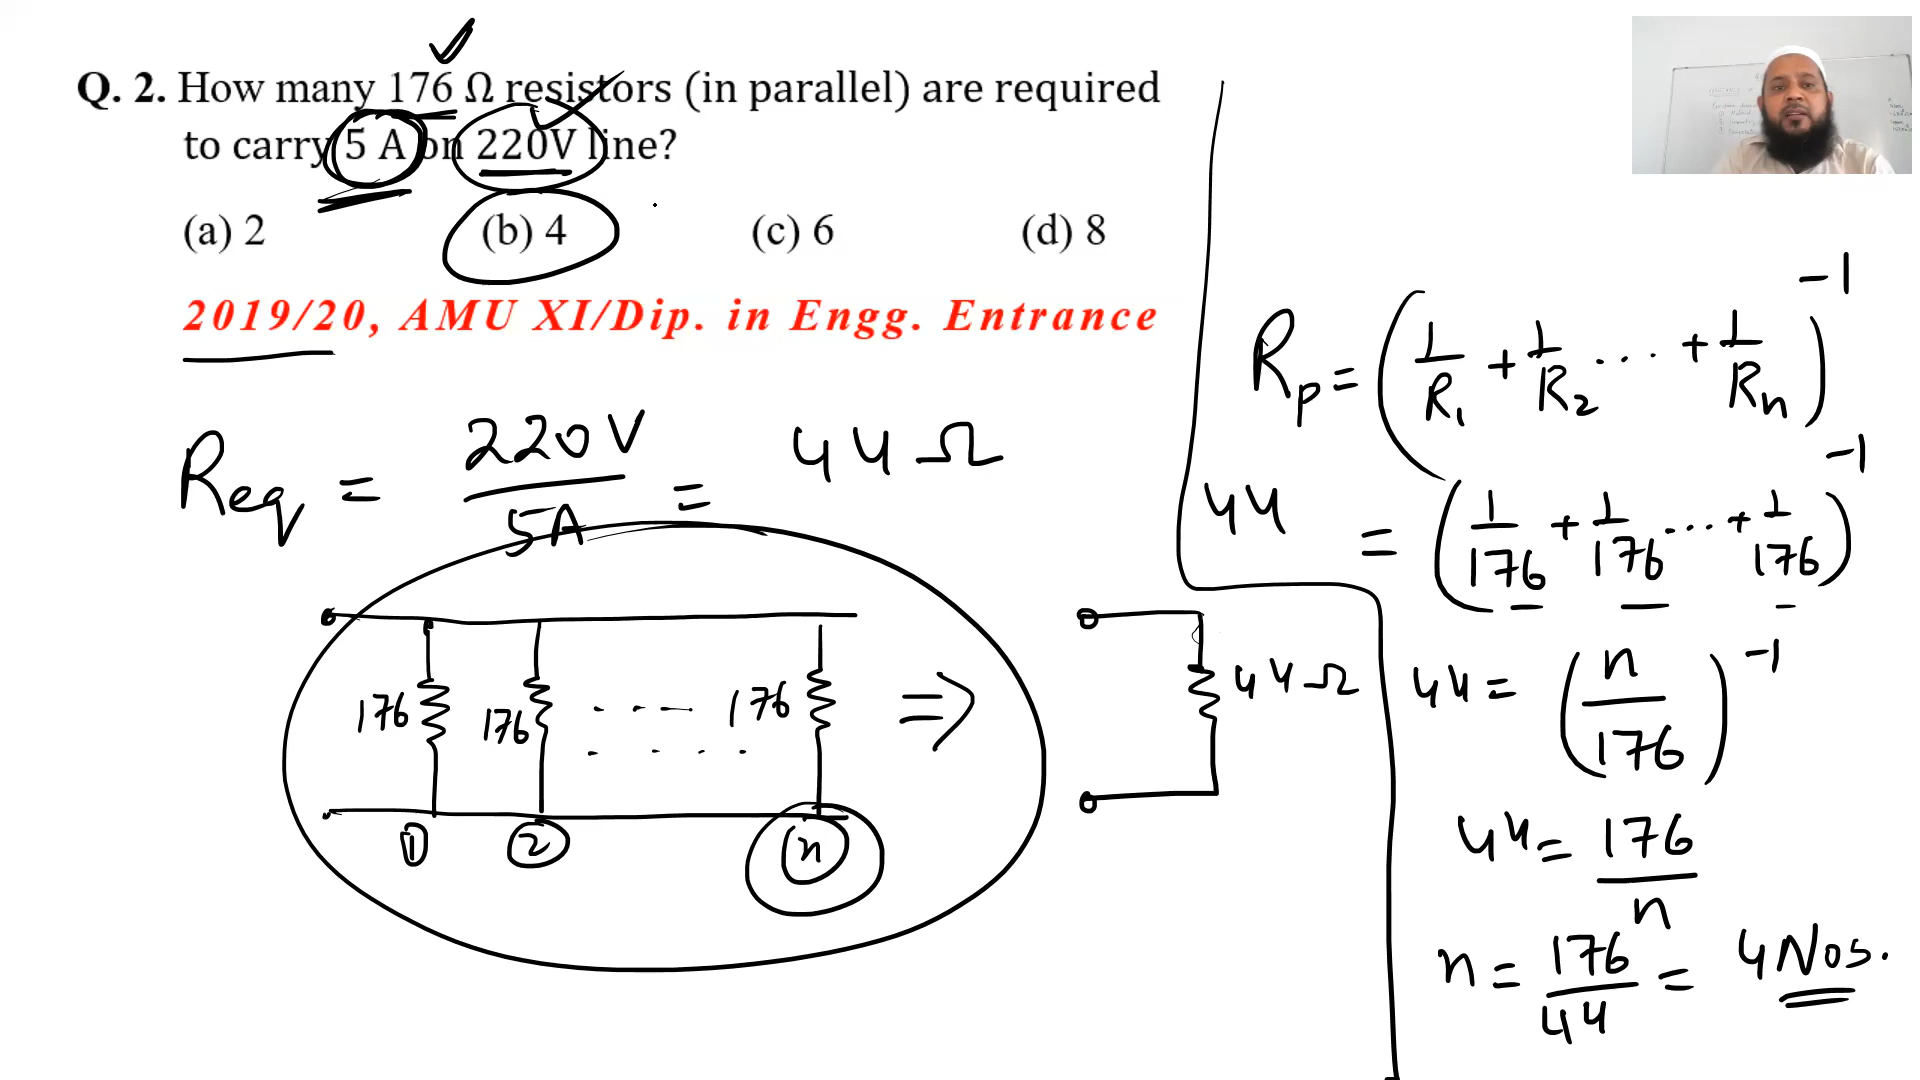 Q. 2. How many 176 Ω resistors (in parallel) are required
to carry 5 A on 220V line?
(a) 2 (b) 4 (c) 6 (d) 8
2019/20, AMU XI/Dip. in Engg. Entrance
Req = 220V / 5A = 44 Ω
176 176 ---- 176 ⇒ 44 Ω
1 2 n
Rp = (1/R1 + 1/R2 ... + 1/Rn)^-1
44 = (1/176 + 1/176 ... + 1/176)^-1
44 = (n/176)^-1
44 = 176/n
n = 176/44 = 4 Nos.